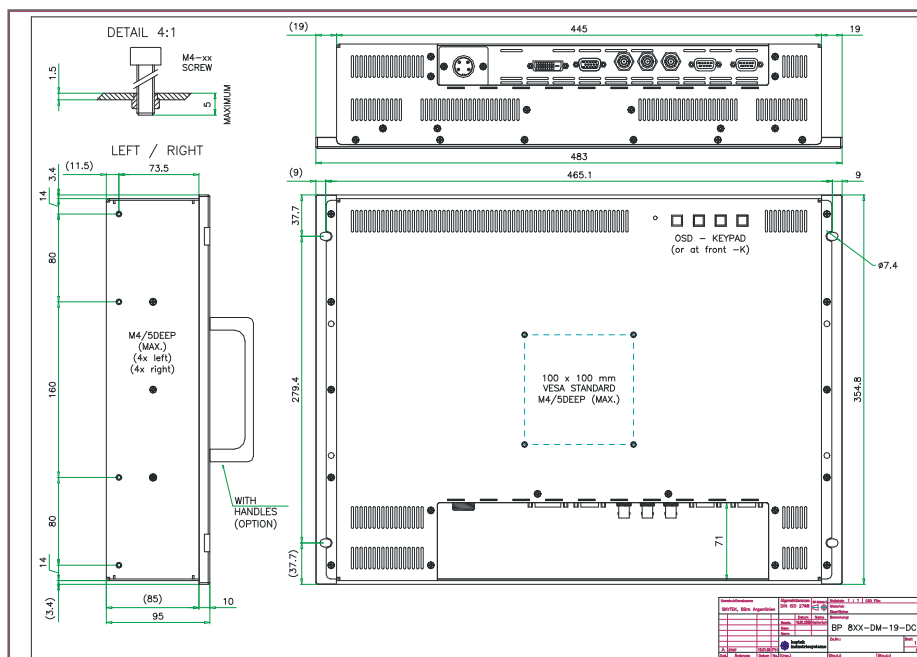 DETAIL 4:1
M4-xx
SCREW
1.5
5
MAXIMUM
(19)
445
19
483
LEFT / RIGHT
(11.5)
73.5
3.4
14
80
160
80
14
(3.4)
M4/5DEEP
(MAX.)
(4x left)
(4x right)
WITH
HANDLES
(OPTION)
(85)
10
95
(9)
465.1
9
37.7
279.4
(37.7)
354.8
OSD - KEYPAD
(or at front -K)
ø7.4
100 x 100 mm
VESA STANDARD
M4/5DEEP (MAX.)
71
DIN ISO 2768
BP 8XX-DM-19-DC
industriesysteme